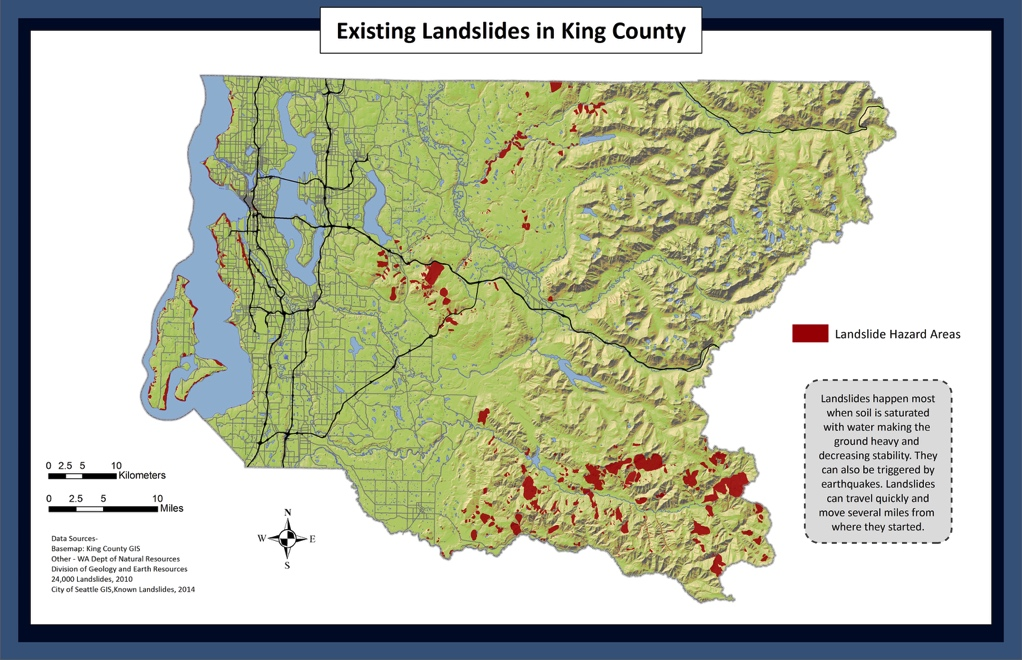 Existing Landslides in King County
Landslide Hazard Areas
Landslides happen most
when soil is saturated
with water making the
ground heavy and
decreasing stability. They
can also be triggered by
earthquakes. Landslides
can travel quickly and
move several miles from
where they started.
0 2.5 5 10
Kilometers
0 2.5 5 10
Miles
N
W E
S
Data Sources-
Basemap: King County GIS
Other - WA Dept of Natural Resources
Division of Geology and Earth Resources
24,000 Landslides, 2010
City of Seattle GIS,Known Landslides, 2014